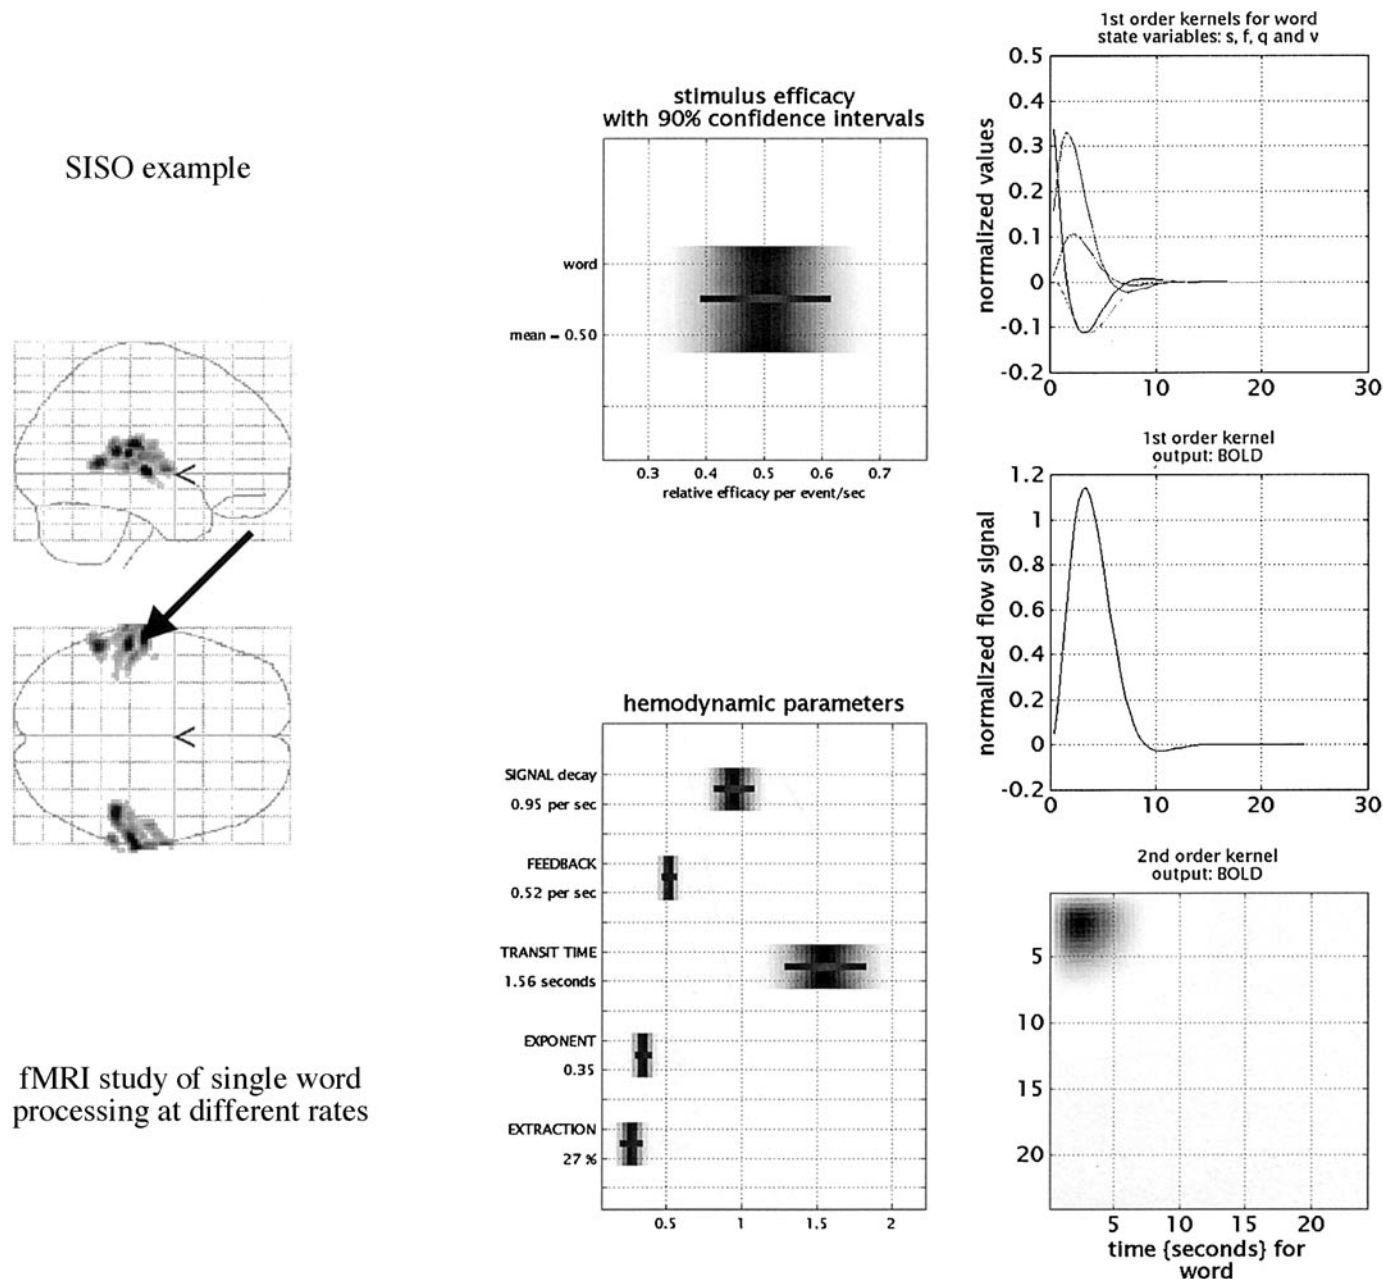 SISO example
fMRI study of single word
processing at different rates
stimulus efficacy
with 90% confidence intervals
word
mean = 0.50
0.3 0.4 0.5 0.6 0.7
relative efficacy per event/sec
hemodynamic parameters
SIGNAL decay
0.95 per sec
FEEDBACK
0.52 per sec
TRANSIT TIME
1.56 seconds
EXPONENT
0.35
EXTRACTION
27 %
0.5 1 1.5 2
1st order kernels for word
state variables: s, f, q and v
normalized values
0.5
0.4
0.3
0.2
0.1
0
-0.1
-0.2
0 10 20 30
1st order kernel
output: BOLD
normalized flow signal
1.2
1
0.8
0.6
0.4
0.2
0
-0.2
0 10 20 30
2nd order kernel
output: BOLD
5
10
15
20
5 10 15 20
time {seconds} for
word